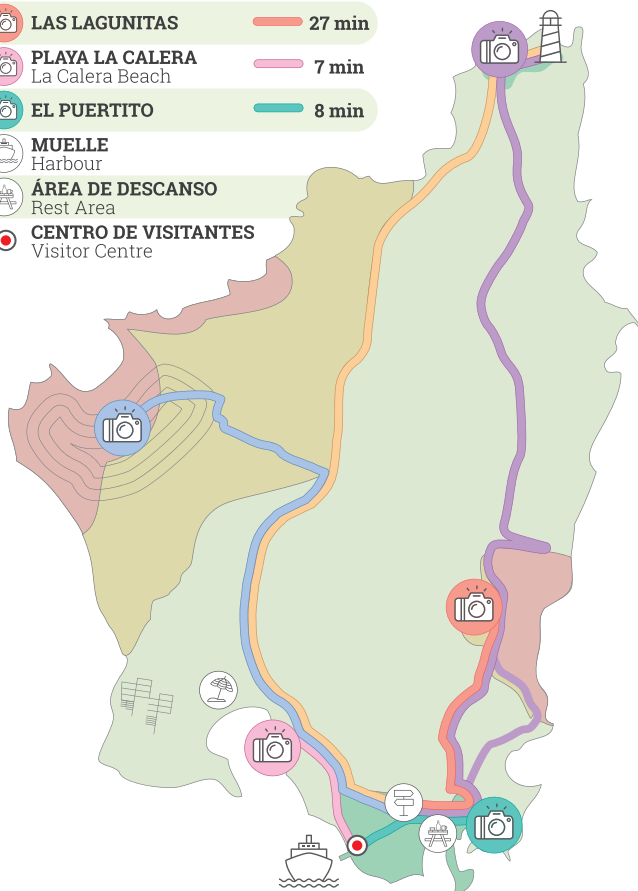 LAS LAGUNITAS 27 min
PLAYA LA CALERA 7 min
La Calera Beach
EL PUERTITO 8 min
MUELLE
Harbour
ÁREA DE DESCANSO
Rest Area
CENTRO DE VISITANTES
Visitor Centre